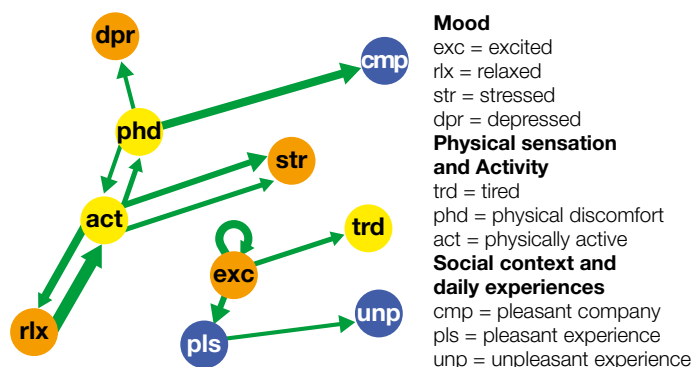 dpr
cmp
phd
str
act
trd
exc
unp
rlx
pls
Mood
exc = excited
rlx = relaxed
str = stressed
dpr = depressed
Physical sensation
and Activity
trd = tired
phd = physical discomfort
act = physically active
Social context and
daily experiences
cmp = pleasant company
pls = pleasant experience
unp = unpleasant experience